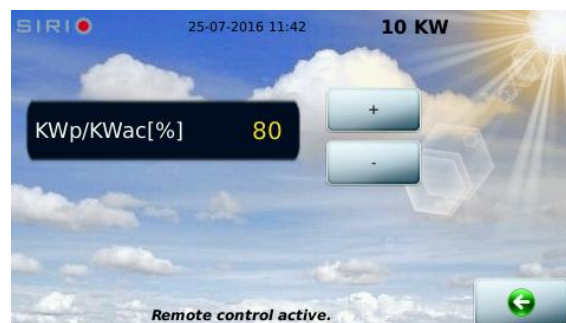 SIRIO 25-07-2016 11:42 10 KW
KWp/KWac[%] 80
+
-
Remote control active.